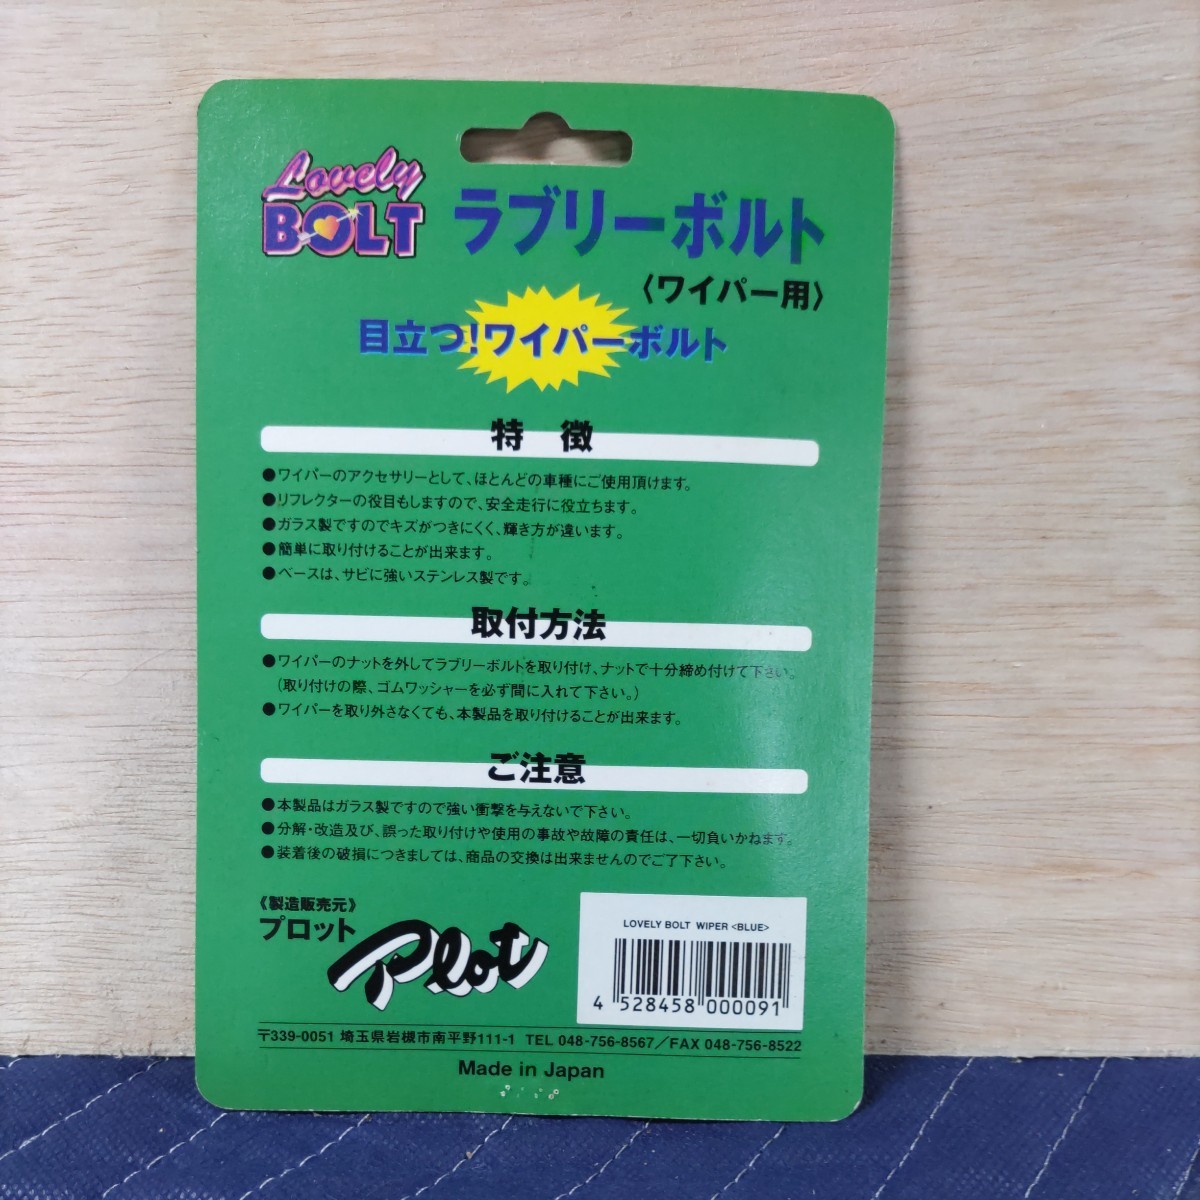 Lovely
BOLT
ラブリーボルト
〈ワイパー用〉
目立つ!ワイパーボルト
特 徴
●ワイパーのアクセサリーとして、ほとんどの車種にご使用頂けます。
●リフレクターの役目もしますので、安全走行に役立ちます。
●ガラス製ですのでキズがつきにくく、輝き方が違います。
●簡単に取り付けることが出来ます。
●ベースは、サビに強いステンレス製です。
取付方法
●ワイパーのナットを外してラブリーボルトを取り付け、ナットで十分締め付けて下さい。
(取り付けの際、ゴムワッシャーを必ず間に入れて下さい。)
●ワイパーを取り外さなくても、本製品を取り付けることが出来ます。
ご注意
●本製品はガラス製ですので強い衝撃を与えないで下さい。
●分解・改造及び、誤った取り付けや使用の事故や故障の責任は、一切負いかねます。
●装着後の破損につきましては、商品の交換は出来ませんのでご了下さい。
《製造販売元》
プロット
Plot
LOVELY BOLT WIPER <BLUE>
4 528458 000091
〒339-0051 埼玉県岩槻市南平野111-1 TEL 048-756-8567／FAX 048-756-8522
Made in Japan